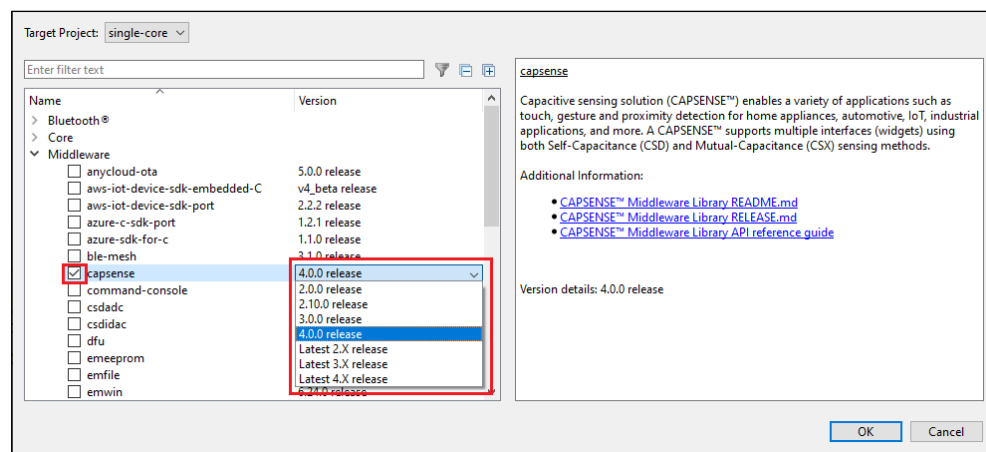 Target Project: single-core
Enter filter text
Name Version
Bluetooth®
Core
Middleware
anycloud-ota 5.0.0 release
aws-iot-device-sdk-embedded-C v4_beta release
aws-iot-device-sdk-port 2.2.2 release
azure-c-sdk-port 1.2.1 release
azure-sdk-for-c 1.1.0 release
ble-mesh 3.1.0 release
capsense 4.0.0 release
command-console 2.0.0 release
csdadc 2.10.0 release
csdidac 3.0.0 release
dfu 4.0.0 release
emeeprom Latest 2.X release
emfile Latest 3.X release
Latest 4.X release
emwin 6.24.0 release
capsense
Capacitive sensing solution (CAPSENSE™) enables a variety of applications such as
touch, gesture and proximity detection for home appliances, automotive, IoT, industrial
applications, and more. A CAPSENSE™ supports multiple interfaces (widgets) using
both Self-Capacitance (CSD) and Mutual-Capacitance (CSX) sensing methods.
Additional Information:
CAPSENSE™ Middleware Library README.md
CAPSENSE™ Middleware Library RELEASE.md
CAPSENSE™ Middleware Library API reference guide
Version details: 4.0.0 release
OK Cancel